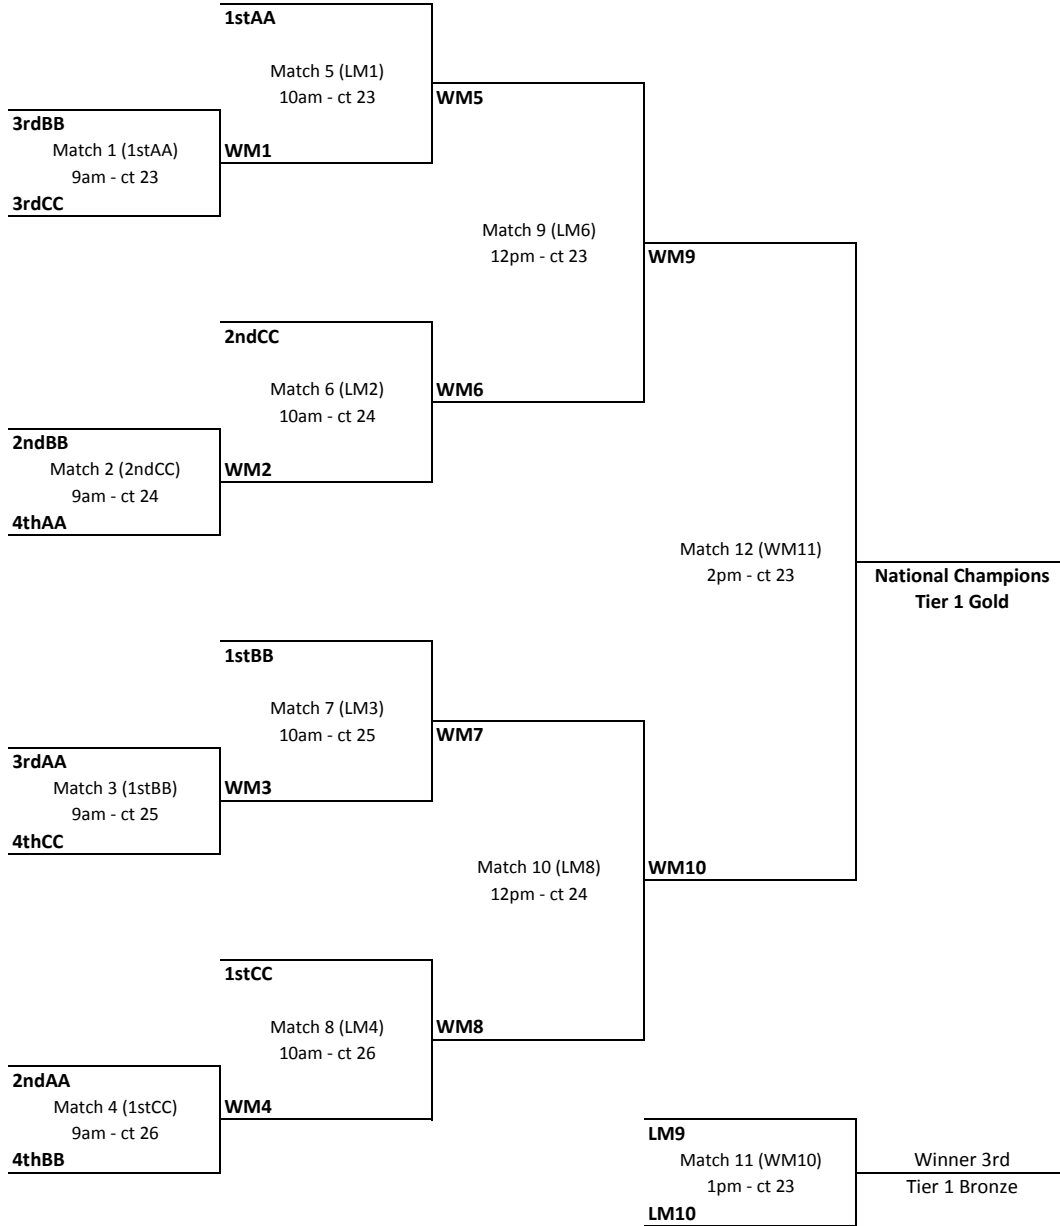 1stAA
Match 5 (LM1)
10am - ct 23
WM5
3rdBB
Match 1 (1stAA)
9am - ct 23
3rdCC
WM1
Match 9 (LM6)
12pm - ct 23
WM9
2ndCC
Match 6 (LM2)
10am - ct 24
WM6
2ndBB
Match 2 (2ndCC)
9am - ct 24
4thAA
WM2
Match 12 (WM11)
2pm - ct 23
National Champions
Tier 1 Gold
1stBB
Match 7 (LM3)
10am - ct 25
WM7
3rdAA
Match 3 (1stBB)
9am - ct 25
4thCC
WM3
Match 10 (LM8)
12pm - ct 24
WM10
1stCC
Match 8 (LM4)
10am - ct 26
WM8
2ndAA
Match 4 (1stCC)
9am - ct 26
4thBB
WM4
LM9
Match 11 (WM10)
1pm - ct 23
LM10
Winner 3rd
Tier 1 Bronze